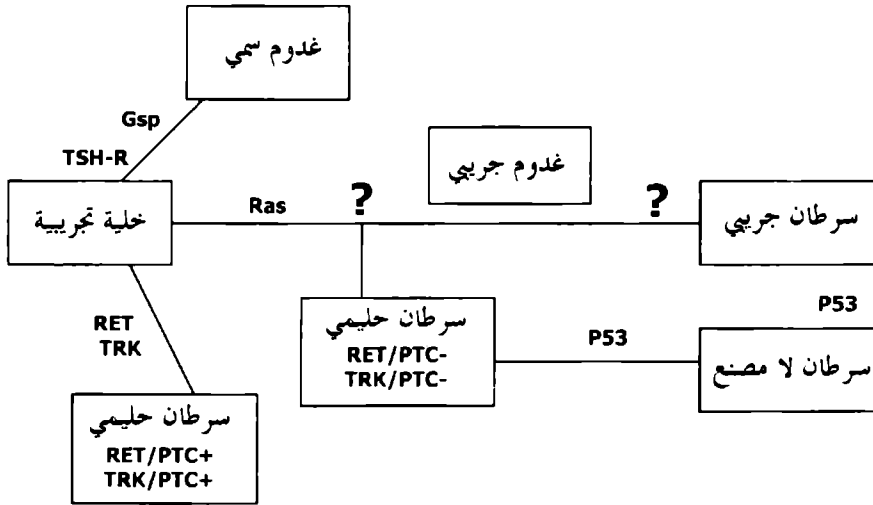 غدوم سمي
Gsp
TSH-R
غدوم جريبي
خلية تجريبية
Ras
?
?
سرطان جريبي
RET
TRK
سرطان حليمي
RET/PTC-
TRK/PTC-
P53
P53
سرطان لا مصنع
سرطان حليمي
RET/PTC+
TRK/PTC+